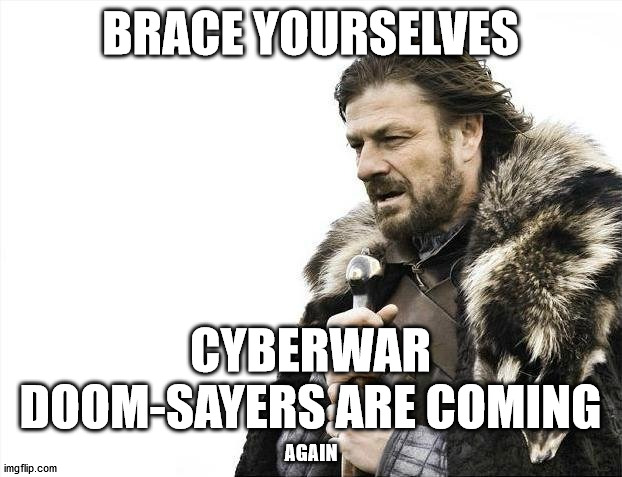 BRACE YOURSELVES
CYBERWAR
DOOM-SAYERS ARE COMING
AGAIN
imgflip.com